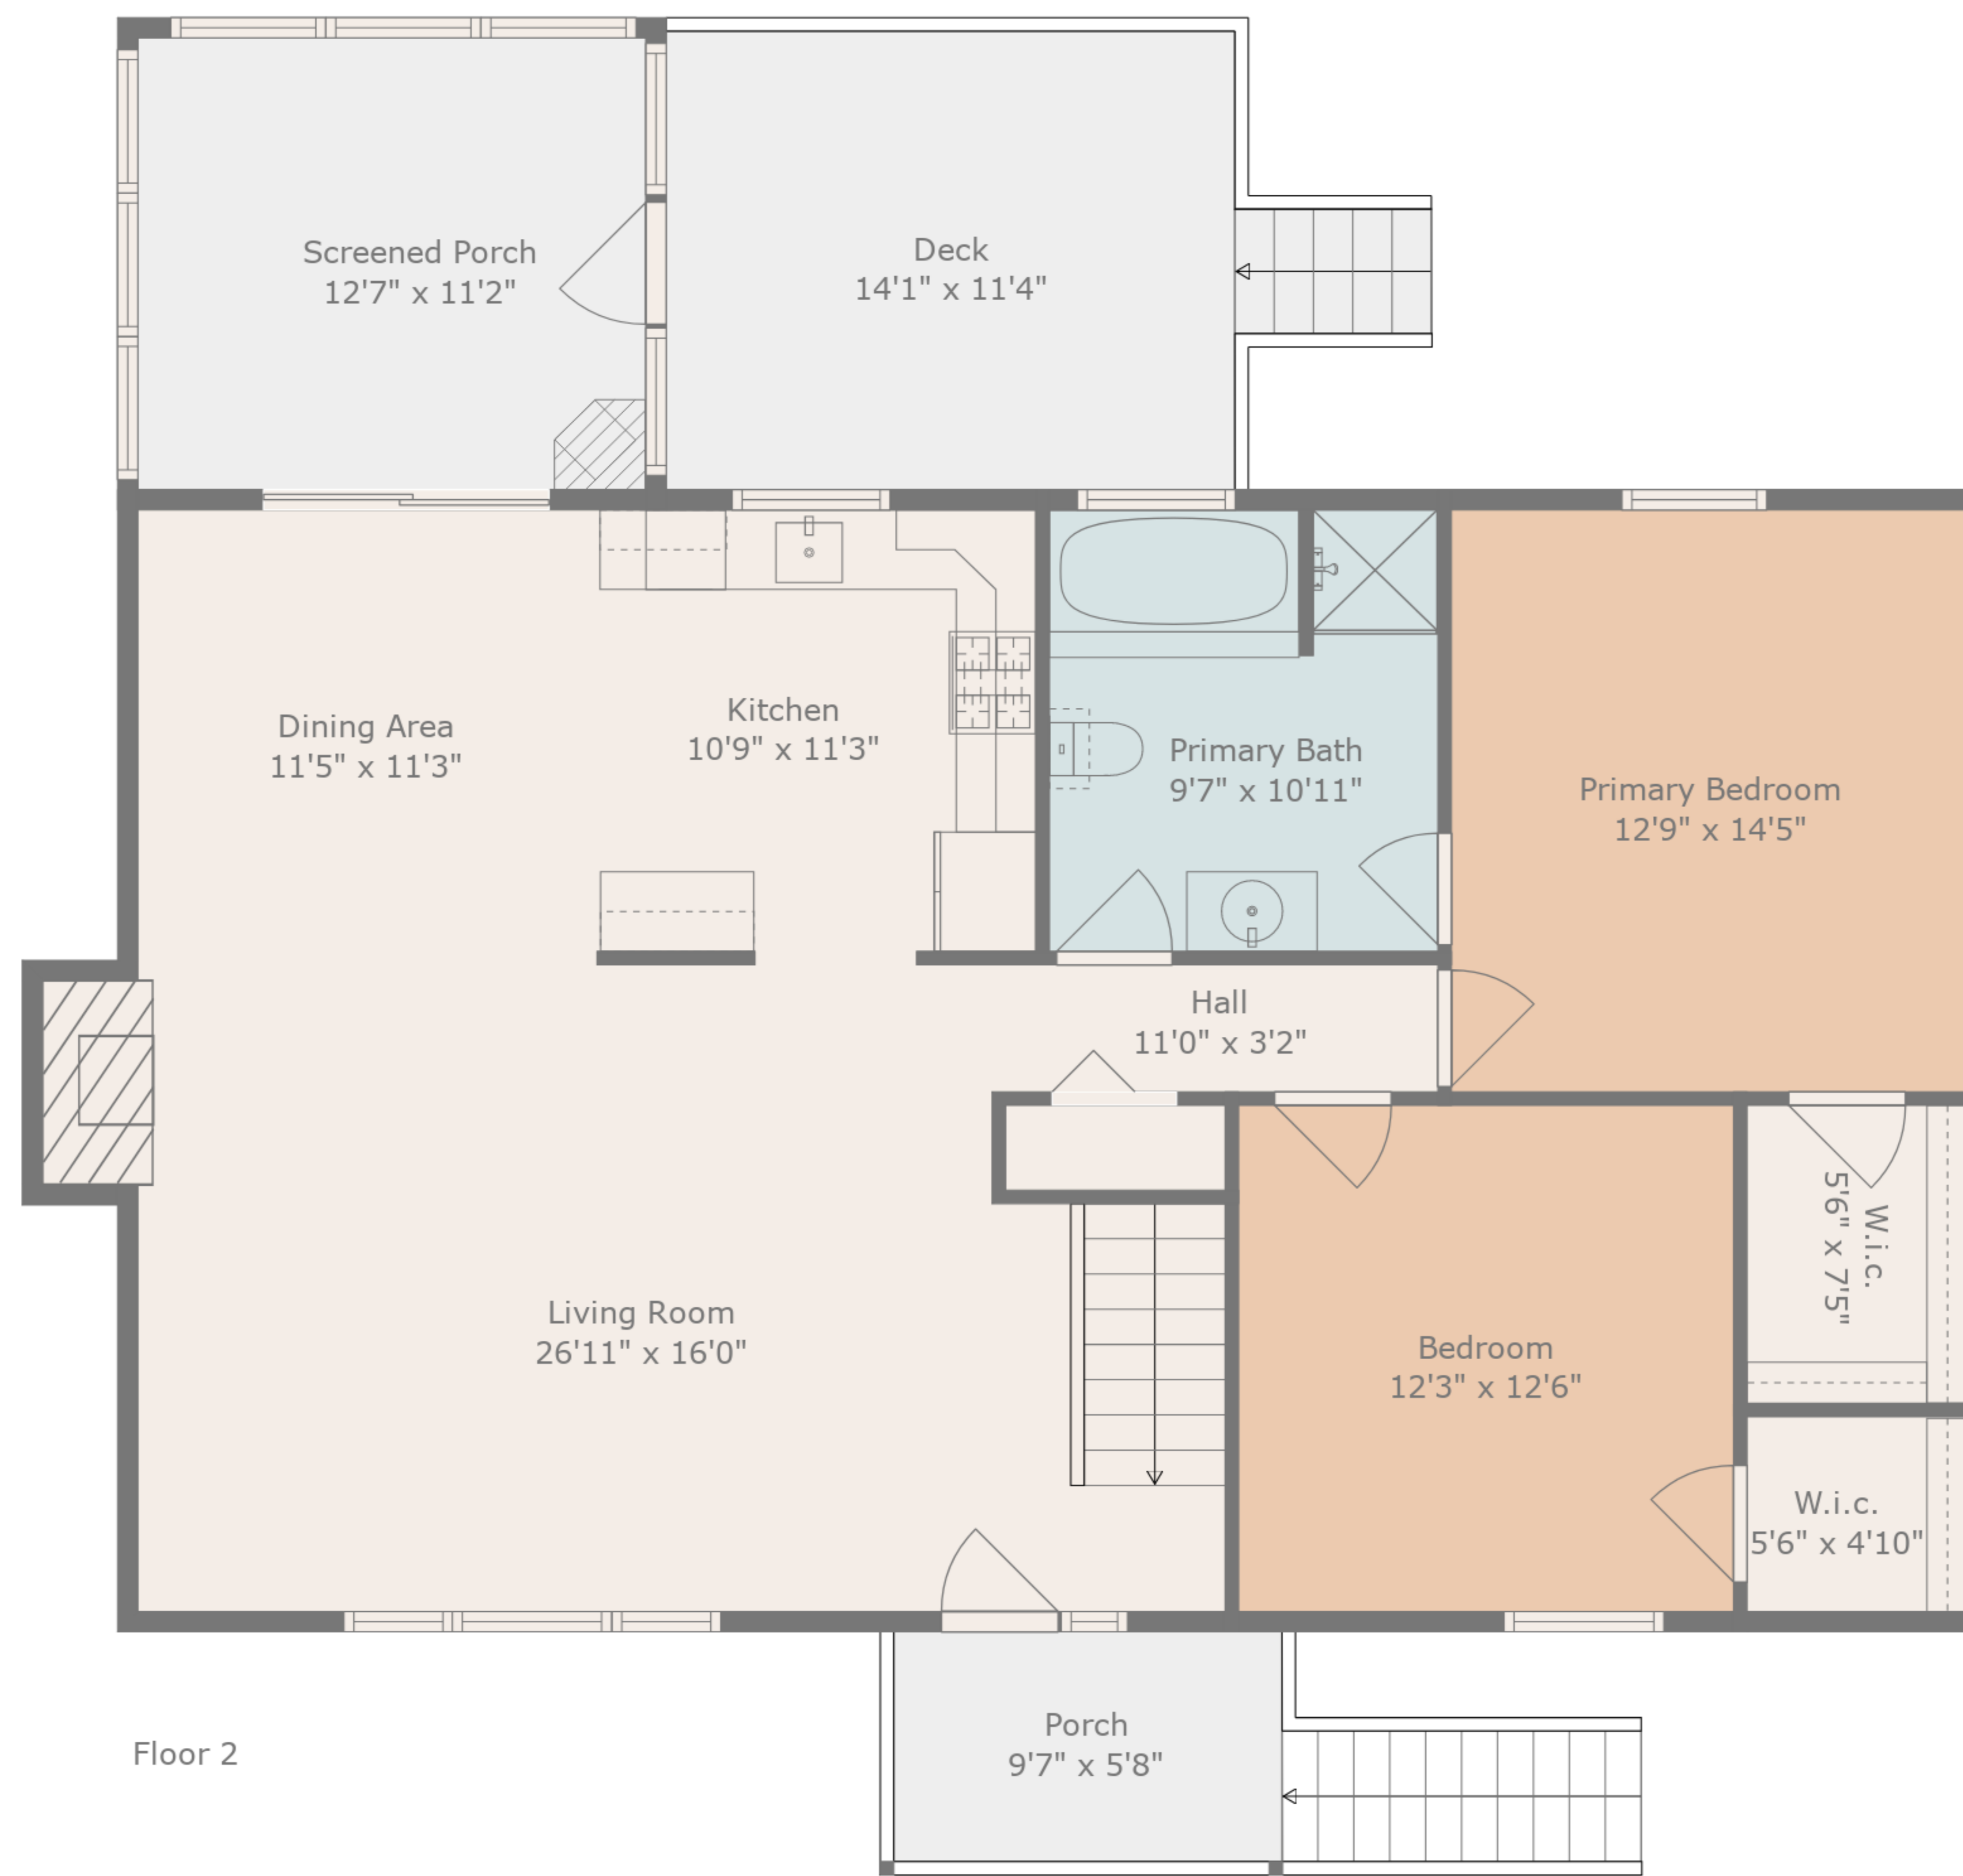 Screened Porch
12'7" x 11'2"
Deck
14'1" x 11'4"
Dining Area
11'5" x 11'3"
Kitchen
10'9" x 11'3"
Primary Bath
9'7" x 10'11"
Primary Bedroom
12'9" x 14'5"
Hall
11'0" x 3'2"
W.i.c.
5'6" x 7'5"
Living Room
26'11" x 16'0"
Bedroom
12'3" x 12'6"
W.i.c.
5'6" x 4'10"
Porch
9'7" x 5'8"
Floor 2